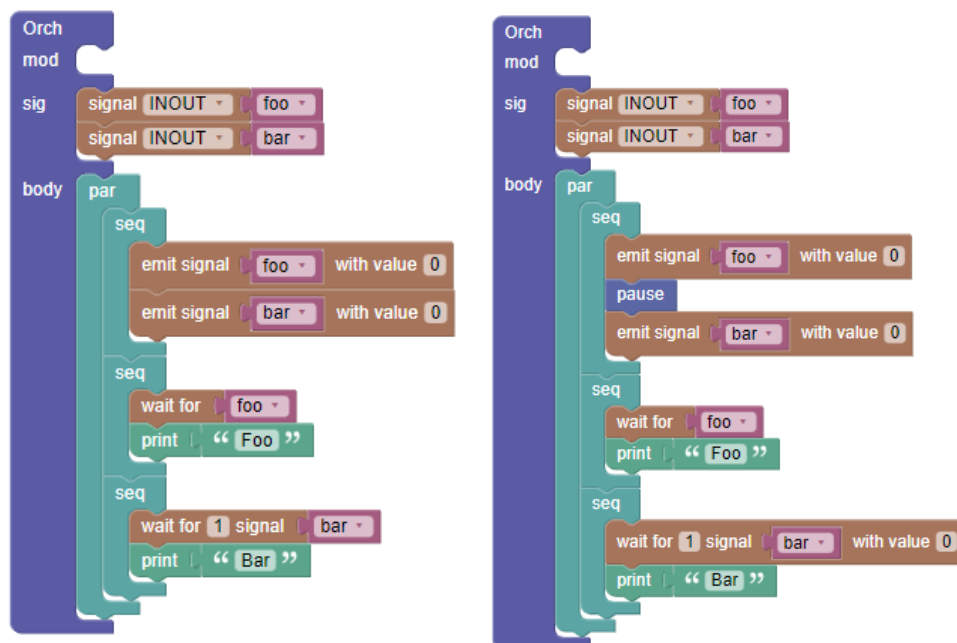 Orch
mod
sig signal INOUT foo
signal INOUT bar
body par
seq
emit signal foo with value 0
emit signal bar with value 0
seq
wait for foo
print “ Foo ”
seq
wait for 1 signal bar
print “ Bar ”
Orch
mod
sig signal INOUT foo
signal INOUT bar
body par
seq
emit signal foo with value 0
pause
emit signal bar with value 0
seq
wait for foo
print “ Foo ”
seq
wait for 1 signal bar with value 0
print “ Bar ”